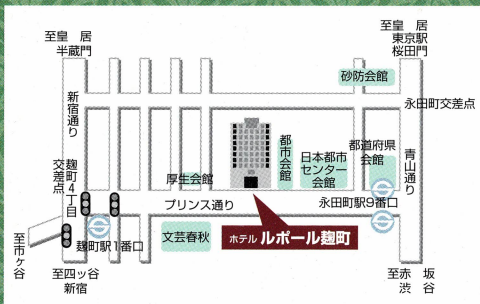 至皇　居
半蔵門
至皇　居
東京駅
桜田門
砂防会館
新宿通り
永田町交差点
麹町4丁目
交差点
厚生会館
都市会館
日本都市
センター
会館
都道府県
会館
青山通り
プリンス通り
永田町駅9番口
麹町駅1番口
文芸春秋
ホテル ルポール麹町
至市ヶ谷
至四ッ谷
新宿
至赤　坂
渋　谷